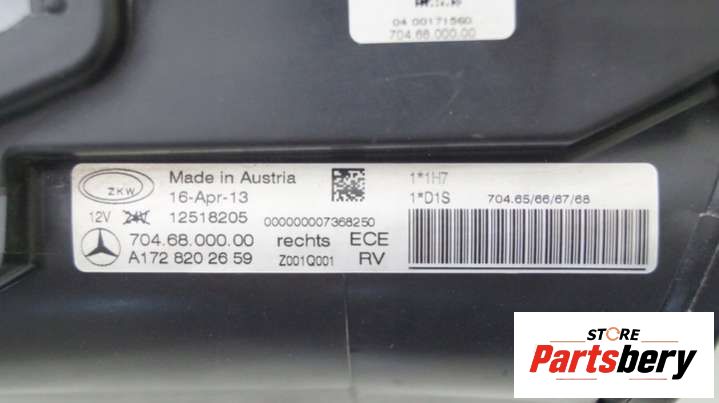 04 00171560
704.68.000.00
ZKW
Made in Austria
16-Apr-13
12V 12518205
000000007368250
704.68.000.00 rechts ECE
A172 820 26 59 Z001Q001 RV
1*1H7
1*D1S 704.65/66/67/68
STORE
Partsbery